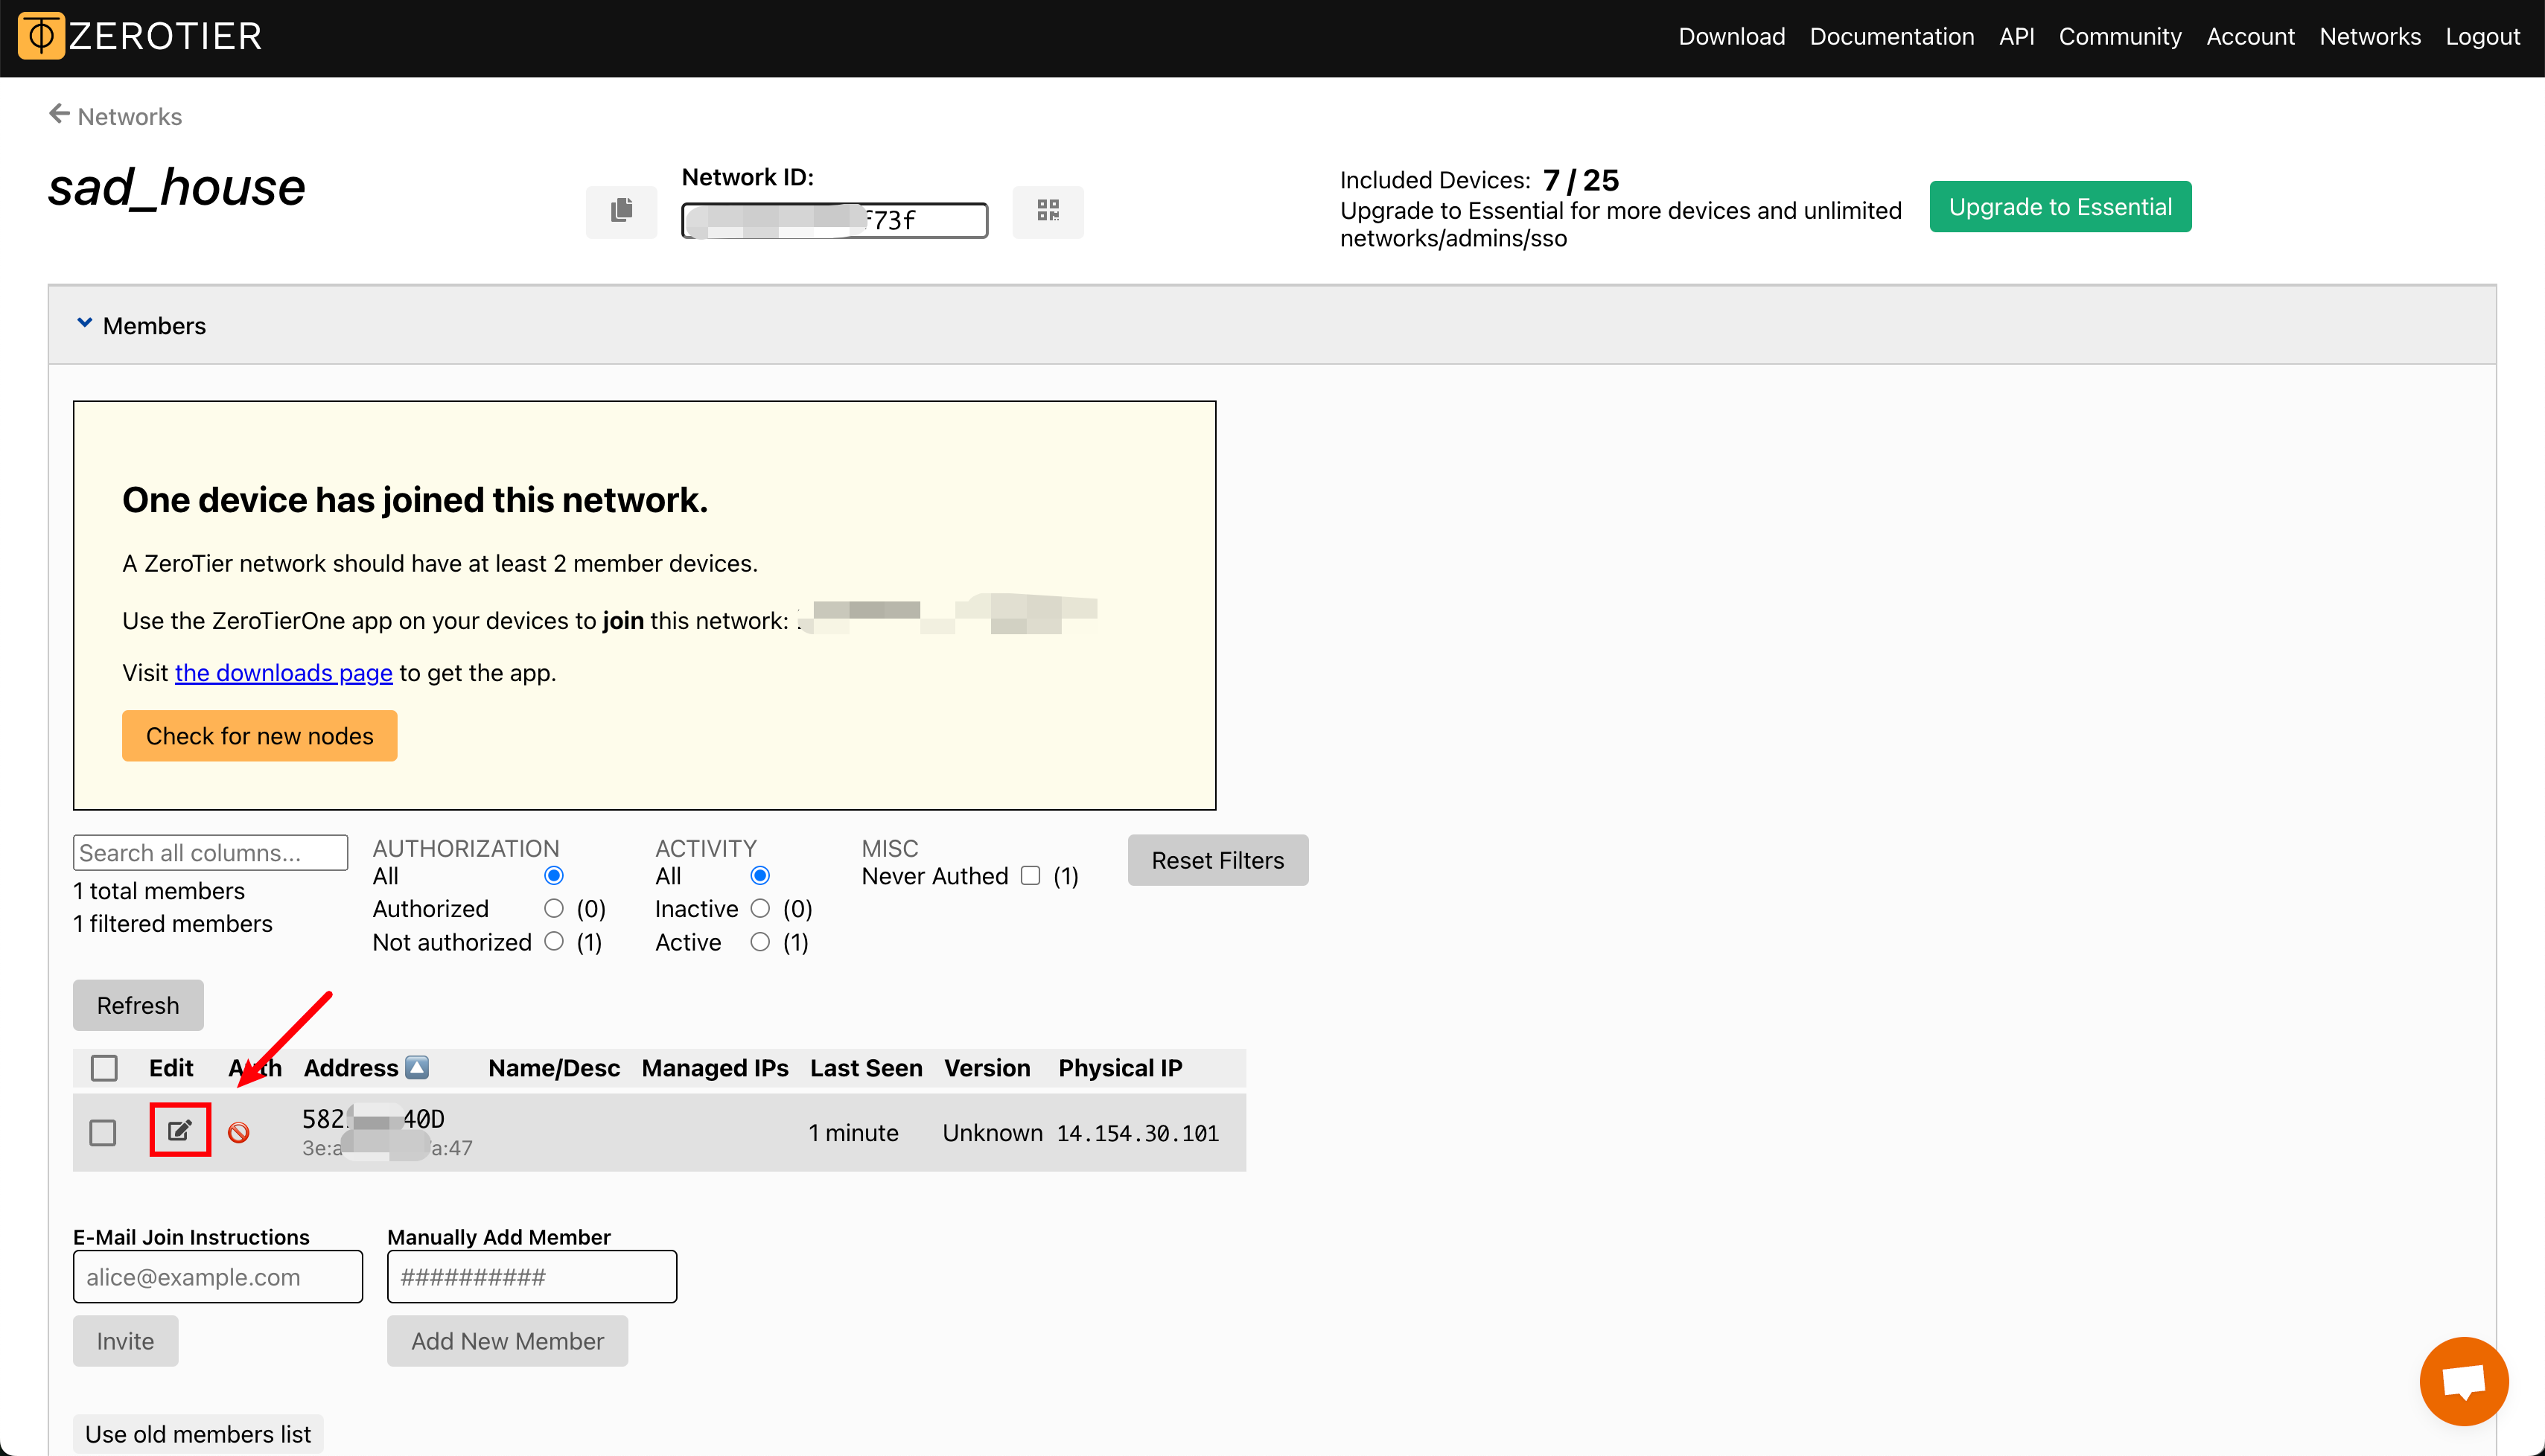 ZEROTIER
Download Documentation API Community Account Networks Logout
Networks
sad_house
Network ID:
f73f
Included Devices: 7 / 25
Upgrade to Essential for more devices and unlimited
networks/admins/sso
Upgrade to Essential
Members
One device has joined this network.
A ZeroTier network should have at least 2 member devices.
Use the ZeroTierOne app on your devices to join this network:
Visit the downloads page to get the app.
Check for new nodes
Search all columns...
1 total members
1 filtered members
AUTHORIZATION
All
Authorized (0)
Not authorized (1)
ACTIVITY
All
Inactive (0)
Active (1)
MISC
Never Authed (1)
Reset Filters
Refresh
Edit Auth Address Name/Desc Managed IPs Last Seen Version Physical IP
582 40D
3e:a a:47
1 minute Unknown 14.154.30.101
E-Mail Join Instructions
alice@example.com
Invite
Manually Add Member
##########
Add New Member
Use old members list